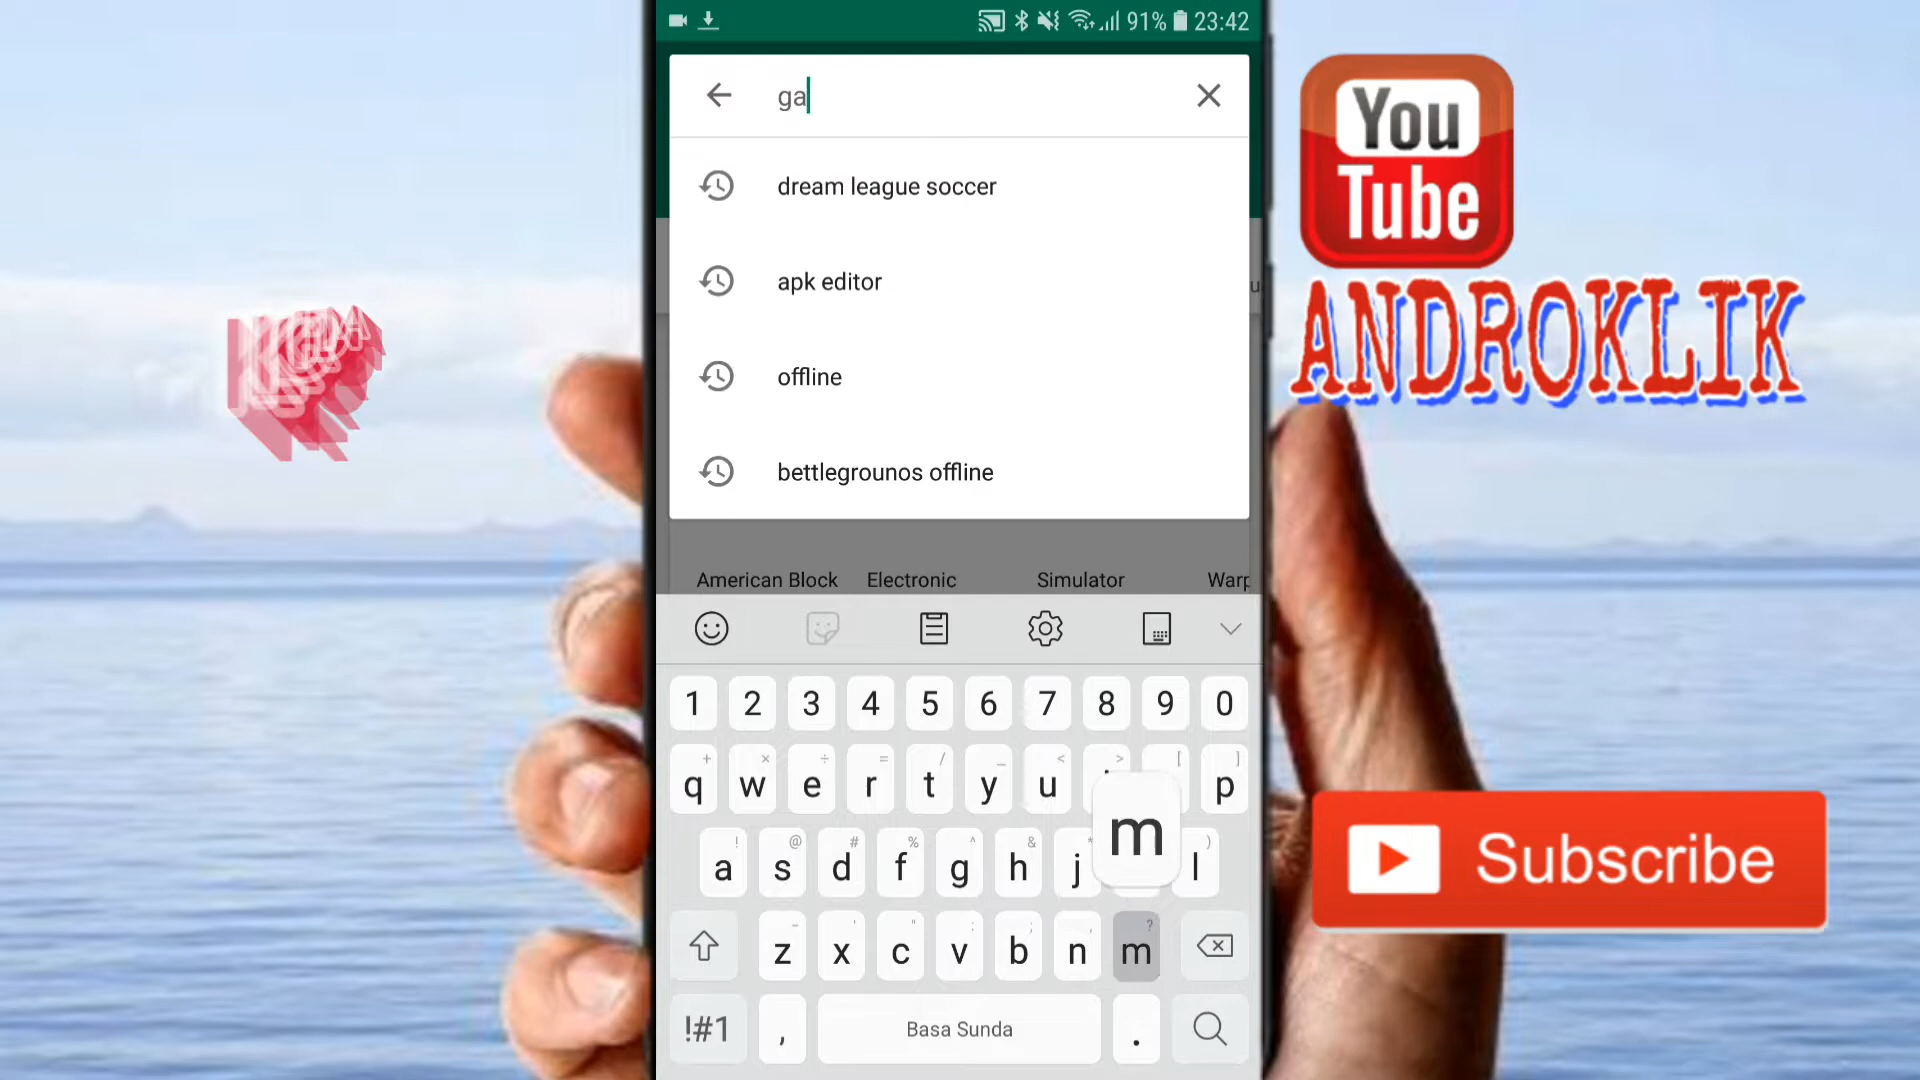 91% 23:42
ga
dream league soccer
apk editor
offline
bettlegrounos offline
American Block Electronic Simulator Warp
1 2 3 4 5 6 7 8 9 0
+ × ÷ = / _ < > [ ]
q w e r t y u p
! @ # % ^ & * )
a s d f g h j l
m
- ' " : ; , ?
z x c v b n m
!#1 , Basa Sunda .
You
Tube
ANDROKLIK
Subscribe